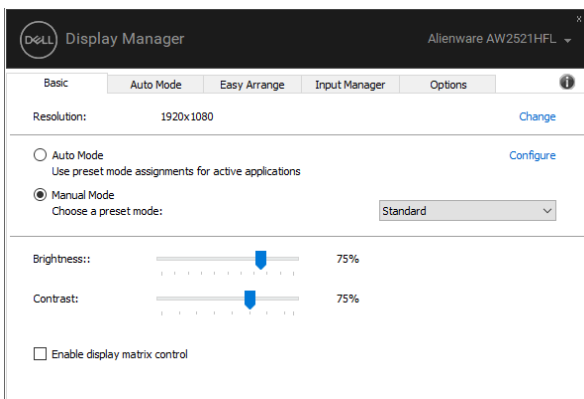 DELL Display Manager Alienware AW2521HFL
x
Basic Auto Mode Easy Arrange Input Manager Options i
Resolution: 1920x1080 Change
Auto Mode Configure
Use preset mode assignments for active applications
Manual Mode
Choose a preset mode: Standard
Brightness:: 75%
Contrast: 75%
Enable display matrix control